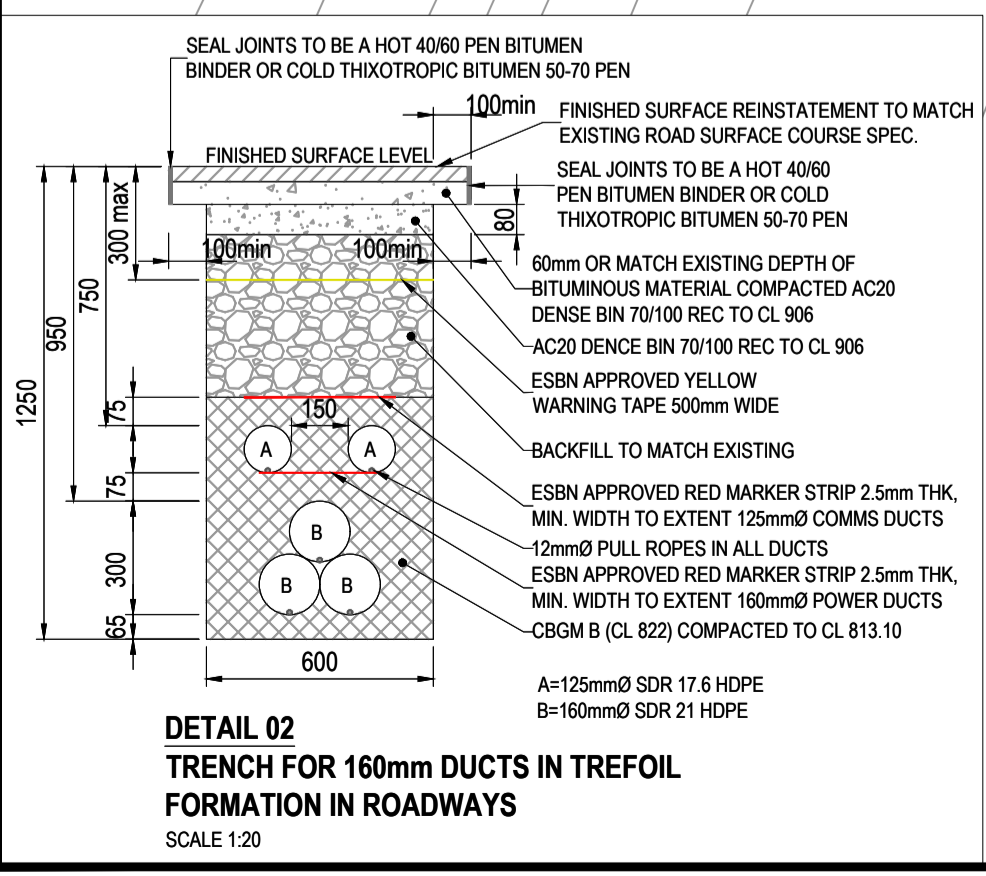 SEAL JOINTS TO BE A HOT 40/60 PEN BITUMEN
BINDER OR COLD THIXOTROPIC BITUMEN 50-70 PEN
100min
FINISHED SURFACE REINSTATEMENT TO MATCH
EXISTING ROAD SURFACE COURSE SPEC.
FINISHED SURFACE LEVEL
SEAL JOINTS TO BE A HOT 40/60
PEN BITUMEN BINDER OR COLD
THIXOTROPIC BITUMEN 50-70 PEN
300 max
80
100min
100min
60mm OR MATCH EXISTING DEPTH OF
BITUMINOUS MATERIAL COMPACTED AC20
DENSE BIN 70/100 REC TO CL 906
750
950
1250
AC20 DENCE BIN 70/100 REC TO CL 906
ESBN APPROVED YELLOW
WARNING TAPE 500mm WIDE
75
150
A
A
BACKFILL TO MATCH EXISTING
75
ESBN APPROVED RED MARKER STRIP 2.5mm THK,
MIN. WIDTH TO EXTENT 125mmØ COMMS DUCTS
B
12mmØ PULL ROPES IN ALL DUCTS
300
B
B
ESBN APPROVED RED MARKER STRIP 2.5mm THK,
MIN. WIDTH TO EXTENT 160mmØ POWER DUCTS
65
CBGM B (CL 822) COMPACTED TO CL 813.10
600
A=125mmØ SDR 17.6 HDPE
B=160mmØ SDR 21 HDPE
DETAIL 02
TRENCH FOR 160mm DUCTS IN TREFOIL
FORMATION IN ROADWAYS
SCALE 1:20